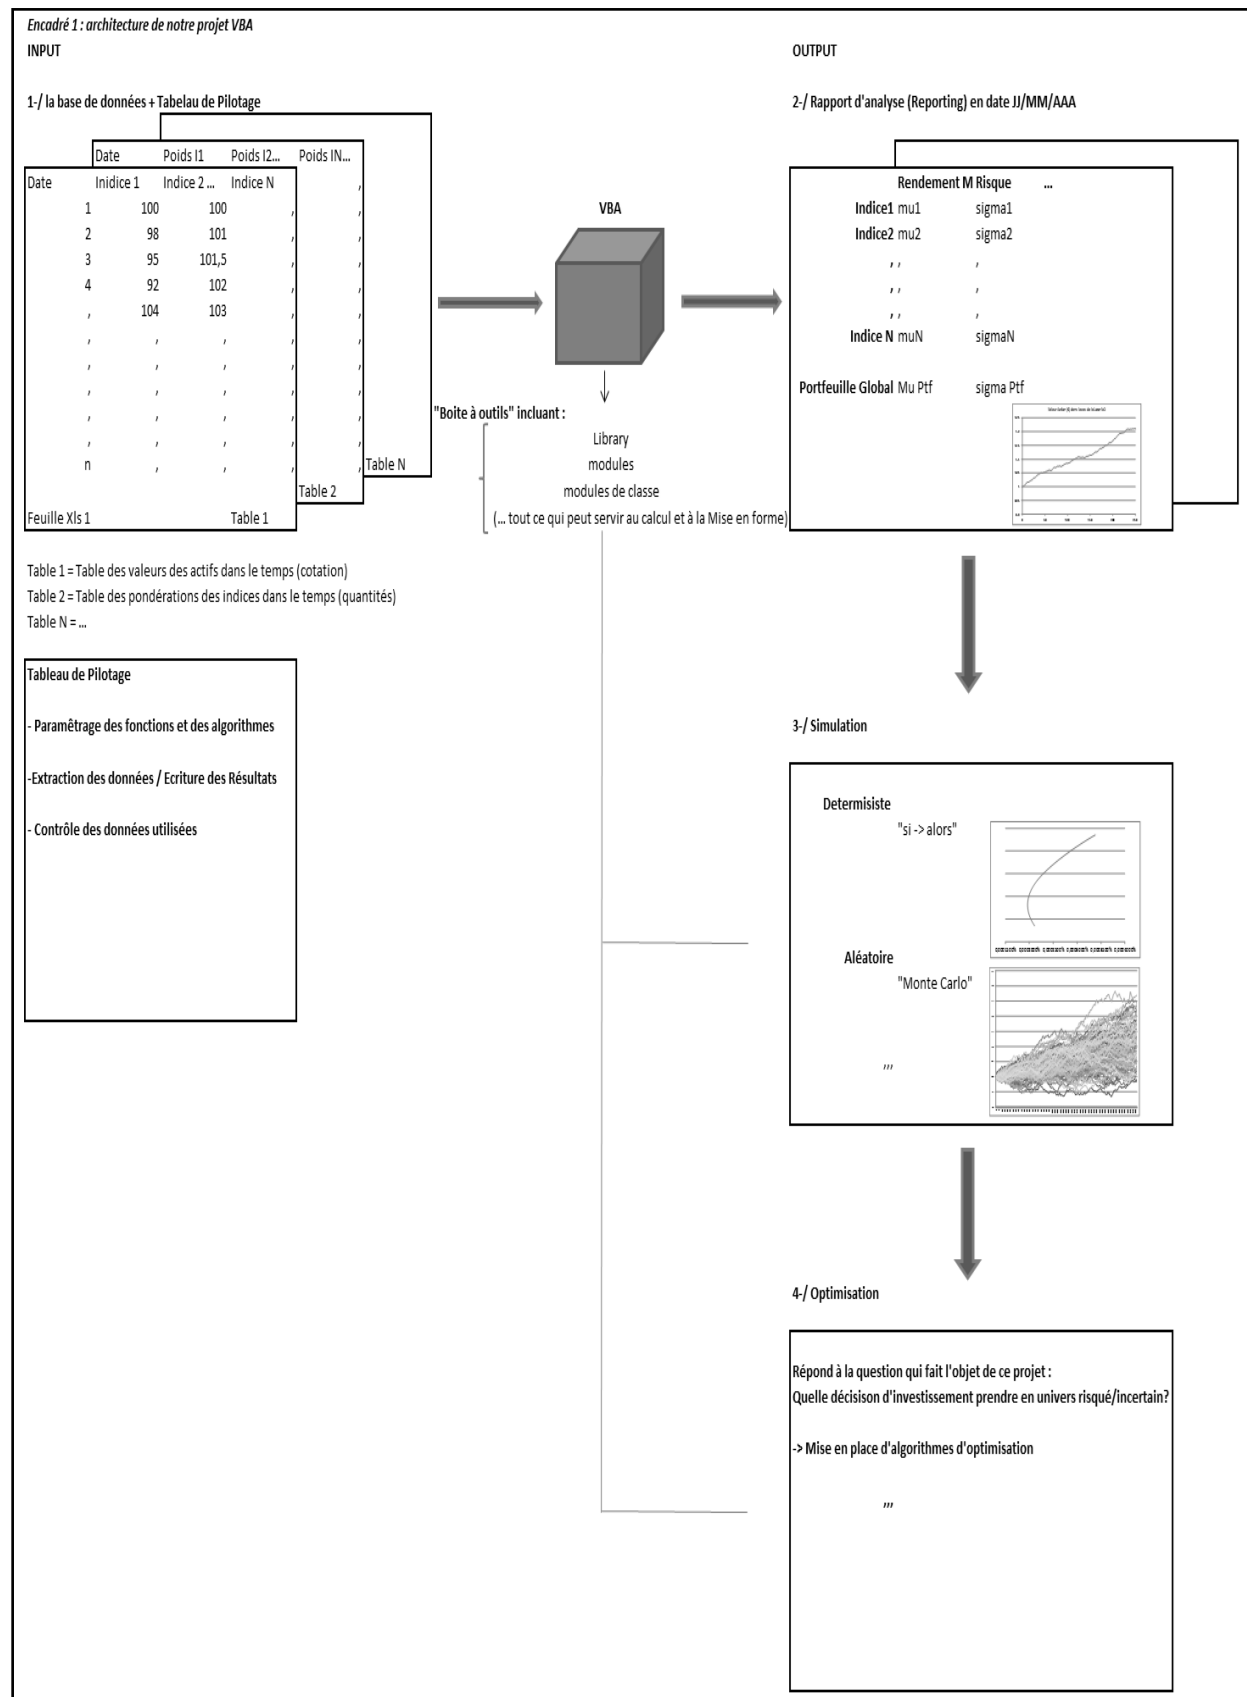 Encadré 1 : architecture de notre projet VBA
INPUT
OUTPUT
1-/ la base de données + Tabelau de Pilotage
2-/ Rapport d'analyse (Reporting) en date JJ/MM/AAA
Date Poids I1 Poids I2... Poids IN...
Date Inidice 1 Indice 2 ... Indice N ,
1 100 100 , ,
2 98 101 , ,
3 95 101,5 , ,
4 92 102 , ,
, 104 103 , ,
, , , , ,
, , , , ,
, , , , ,
, , , , ,
, , , , ,
n , , , , Table N
Table 2
Feuille Xls 1 Table 1
VBA
"Boite à outils" incluant :
Library
modules
modules de classe
(... tout ce qui peut servir au calcul et à la Mise en forme)
Rendement M Risque ...
Indice1 mu1 sigma1
Indice2 mu2 sigma2
, , ,
, , ,
, , ,
Indice N muN sigmaN
Portfeuille Global Mu Ptf sigma Ptf
Table 1 = Table des valeurs des actifs dans le temps (cotation)
Table 2 = Table des pondérations des indices dans le temps (quantités)
Table N = ...
Tableau de Pilotage
- Paramêtrage des fonctions et des algorithmes
-Extraction des données / Ecriture des Résultats
- Contrôle des données utilisées
3-/ Simulation
Determisiste
"si -> alors"
Aléatoire
"Monte Carlo"
,,,
4-/ Optimisation
Répond à la question qui fait l'objet de ce projet :
Quelle décisison d'investissement prendre en univers risqué/incertain?
-> Mise en place d'algorithmes d'optimisation
,,,